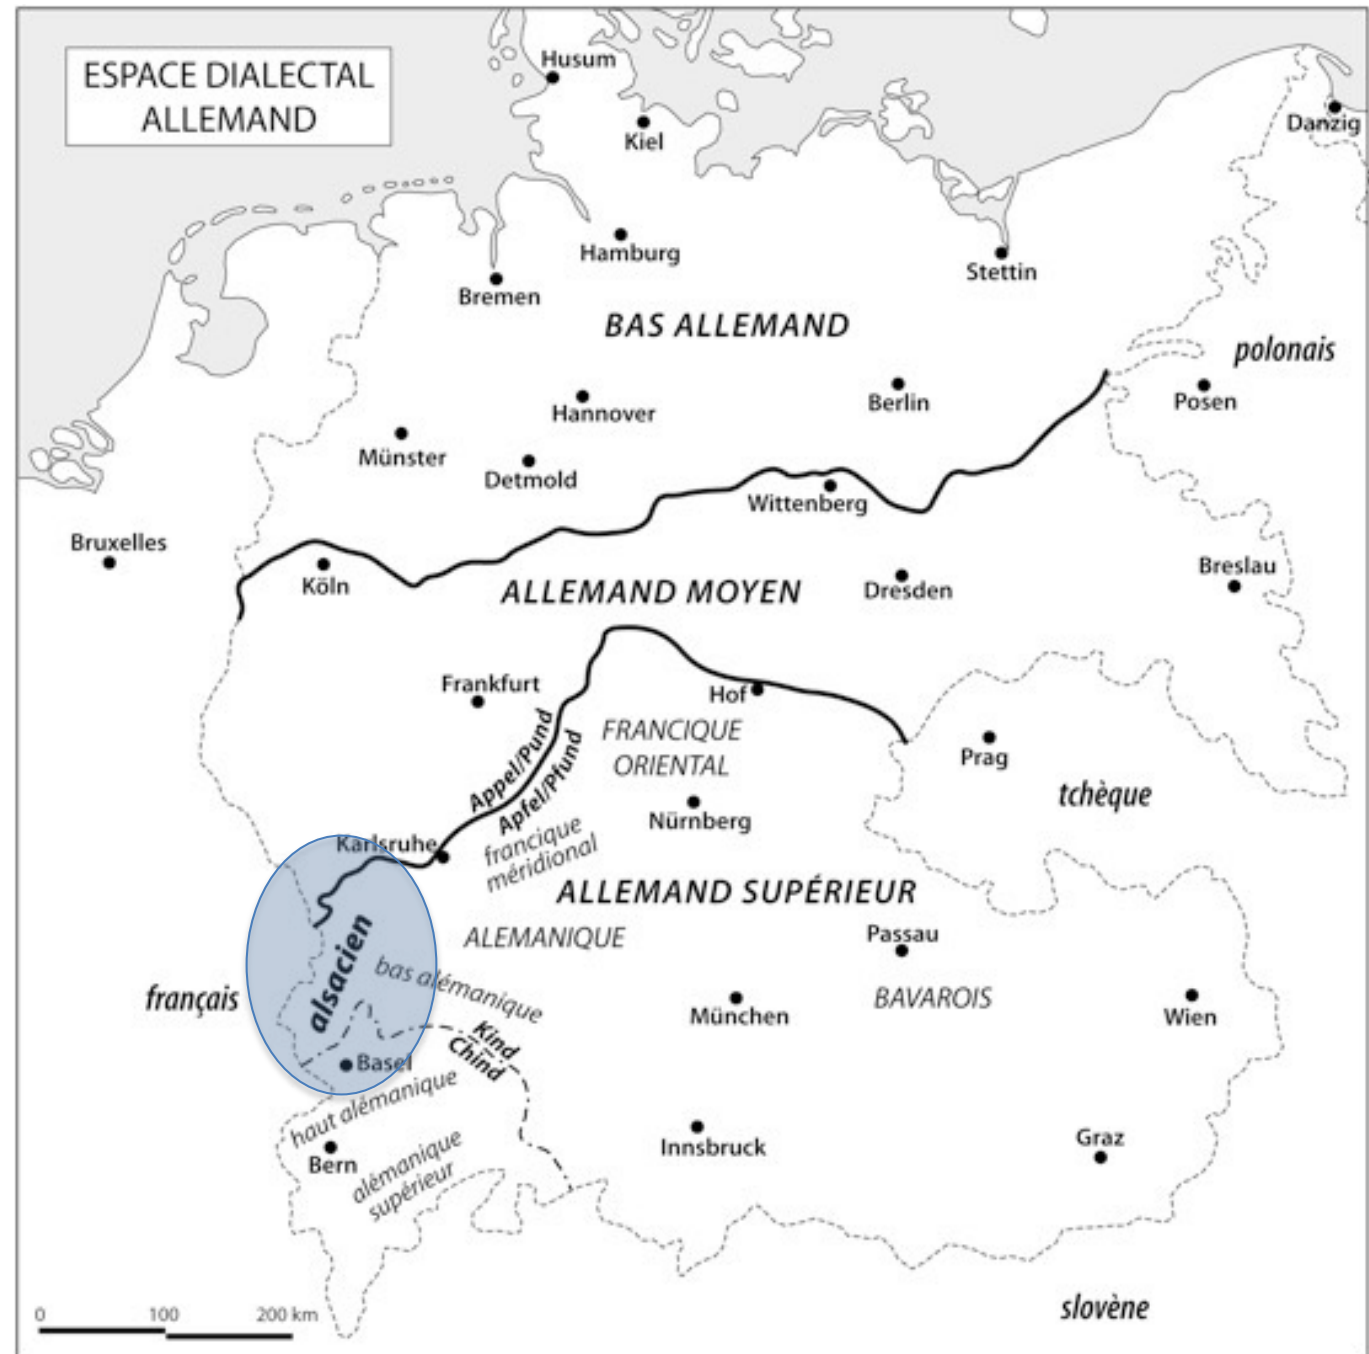 ESPACE DIALECTAL
ALLEMAND
Husum
Kiel
Danzig
Hamburg
Bremen
Stettin
BAS ALLEMAND
polonais
Hannover
Berlin
Posen
Münster
Detmold
Wittenberg
Bruxelles
Köln
ALLEMAND MOYEN
Dresden
Breslau
Frankfurt
Hof
Appel/Pund
Apfel/Pfund
FRANCIQUE
ORIENTAL
Prag
tchèque
Nürnberg
Karlsruhe
francique
méridional
ALLEMAND SUPÉRIEUR
ALEMANIQUE
Passau
alsacien
bas alémanique
français
München
BAVAROIS
Wien
Kind
Chind
Basel
haut alémanique
Bern
alémanique
supérieur
Innsbruck
Graz
slovène
0 100 200 km